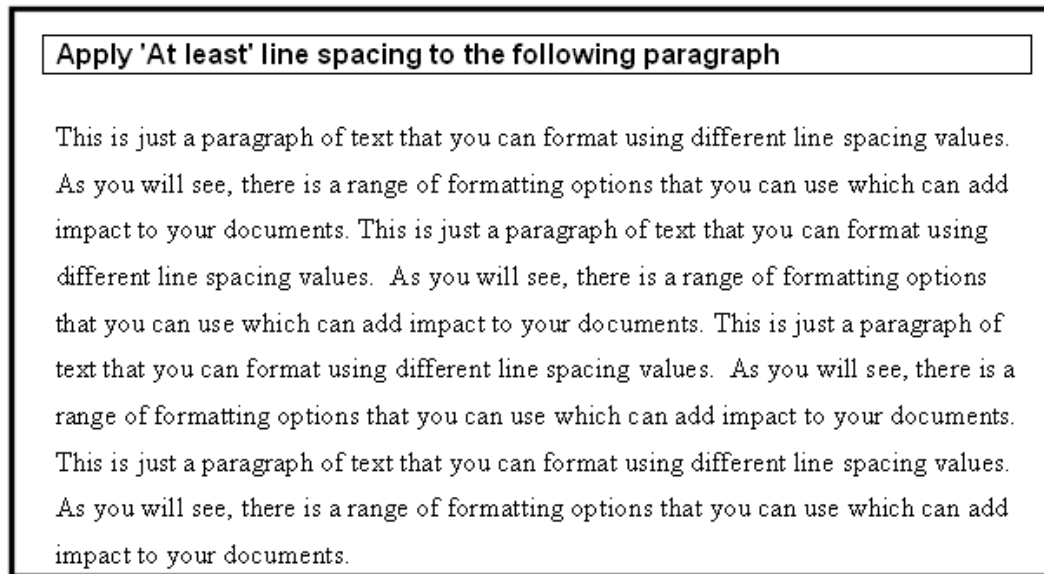 Apply 'At least' line spacing to the following paragraph
This is just a paragraph of text that you can format using different line spacing values.
As you will see, there is a range of formatting options that you can use which can add
impact to your documents. This is just a paragraph of text that you can format using
different line spacing values.  As you will see, there is a range of formatting options
that you can use which can add impact to your documents. This is just a paragraph of
text that you can format using different line spacing values.  As you will see, there is a
range of formatting options that you can use which can add impact to your documents.
This is just a paragraph of text that you can format using different line spacing values.
As you will see, there is a range of formatting options that you can use which can add
impact to your documents.